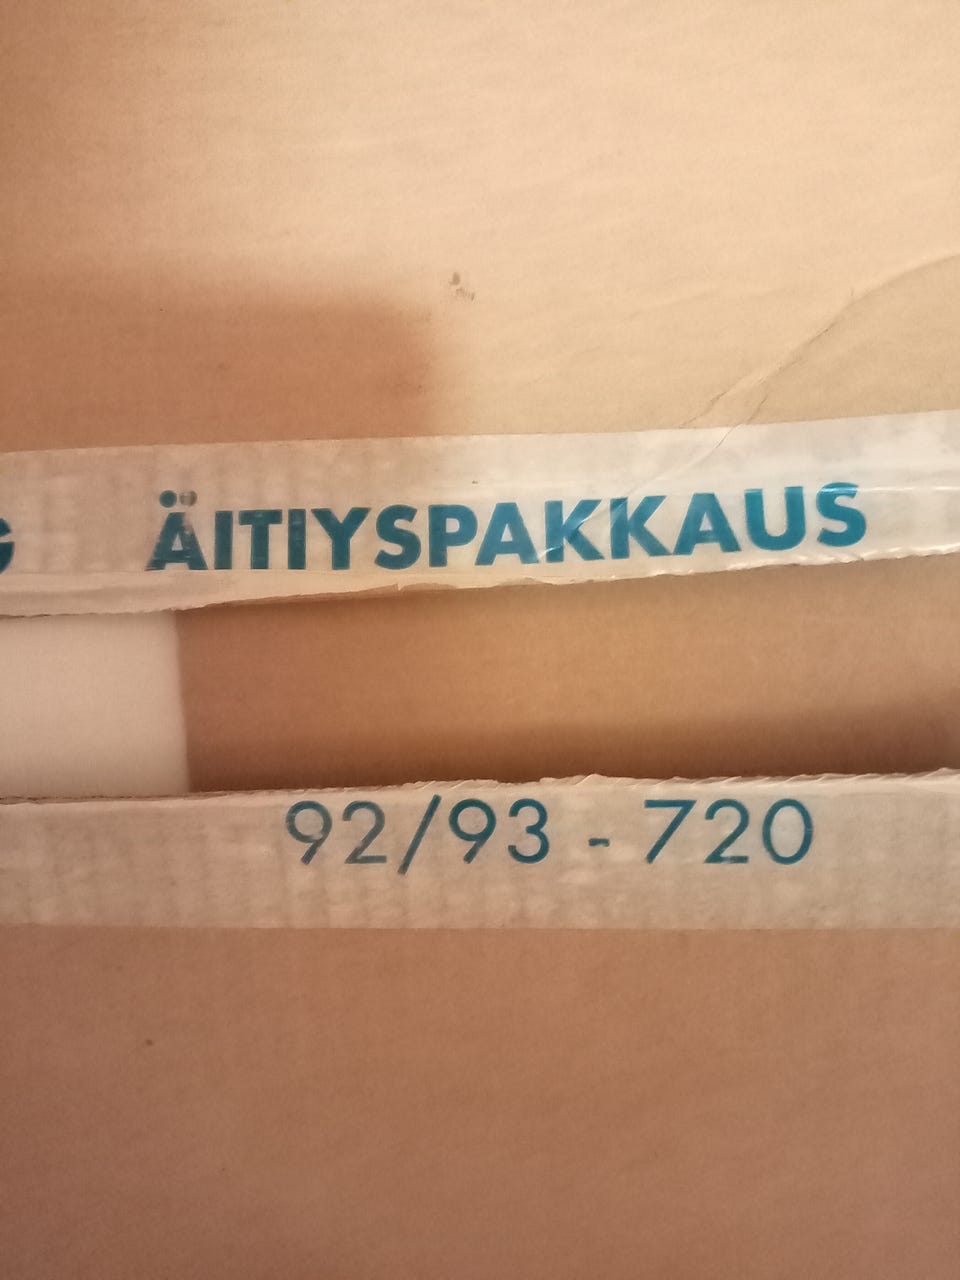 ÄITIYSPAKKAUS
92/93 - 720